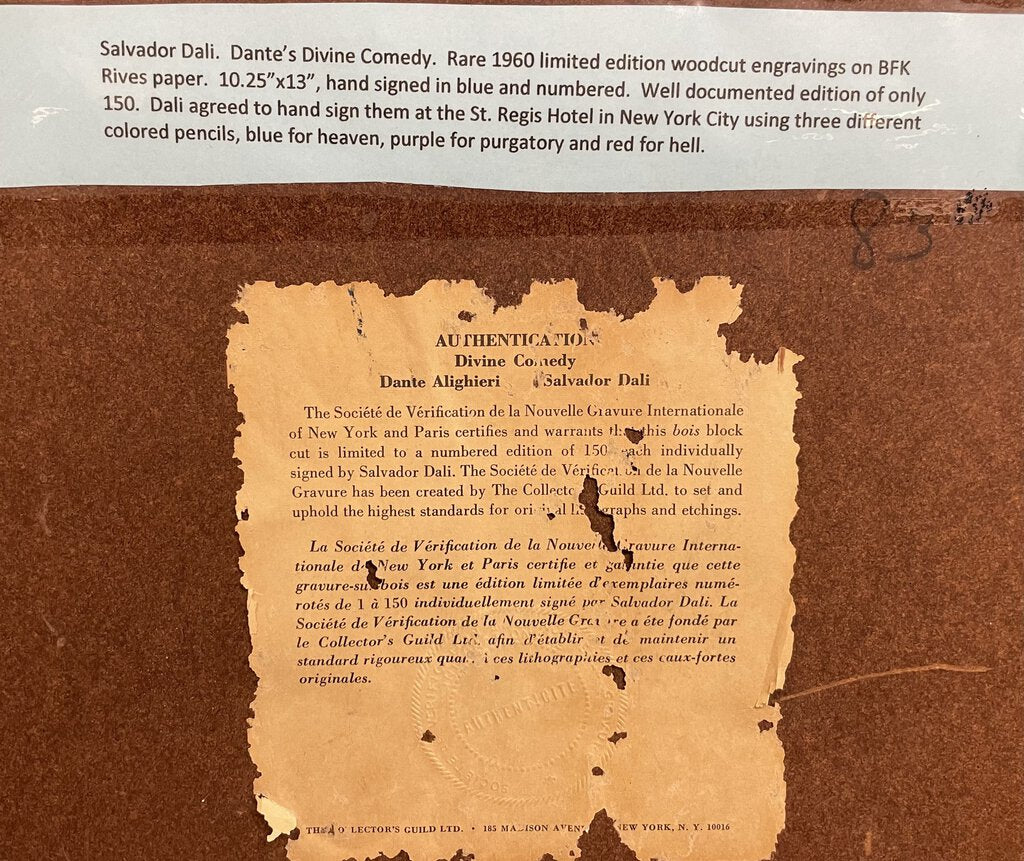 Salvador Dali. Dante's Divine Comedy. Rare 1960 limited edition woodcut engravings on BFK
Rives paper. 10.25"x13", hand signed in blue and numbered. Well documented edition of only
150. Dali agreed to hand sign them at the St. Regis Hotel in New York City using three different
colored pencils, blue for heaven, purple for purgatory and red for hell.
83
AUTHENTICATION
Divine Comedy
Dante Alighieri Salvador Dali
The Société de Vérification de la Nouvelle Gravure Internationale
of New York and Paris certifies and warrants that this bois block
cut is limited to a numbered edition of 150 each individually
signed by Salvador Dali. The Société de Vérification de la Nouvelle
Gravure has been created by The Collector's Guild Ltd. to set and
uphold the highest standards for original lithographs and etchings.
La Société de Vérification de la Nouvelle Gravure Interna-
tionale de New York et Paris certifie et garantie que cette
gravure-sur-bois est une édition limitée d'exemplaires numé-
rotés de 1 à 150 individuellement signé par Salvador Dali. La
Société de Vérification de la Nouvelle Gravure a éte fondé par
le Collector's Guild Ltd. afin d'établir et de maintenir un
standard rigoureux quant à ces lithographies et ces eaux-fortes
originales.
AUTHENTICITE
THE COLLECTOR'S GUILD LTD. • 185 MADISON AVENUE NEW YORK, N. Y. 10016